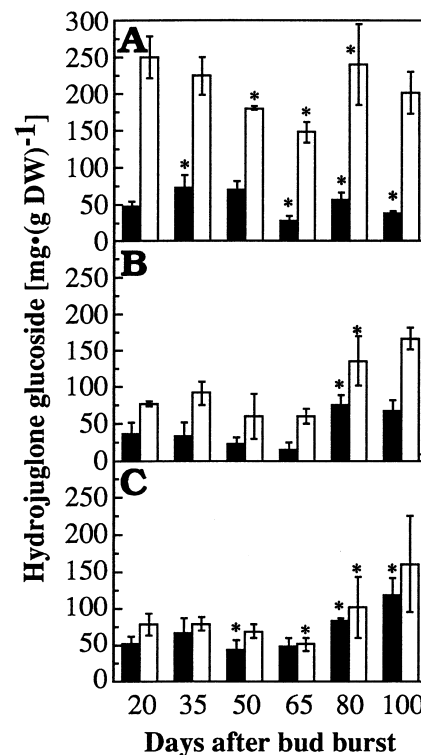 Hydrojuglone glucoside [mg•(g DW)-1]
A
300
250
200
150
100
50
0
* * * * * * *
B
200
150
100
50
0
* *
C
250
200
150
100
50
0
* * * * *
20 35 50 65 80 100
Days after bud burst